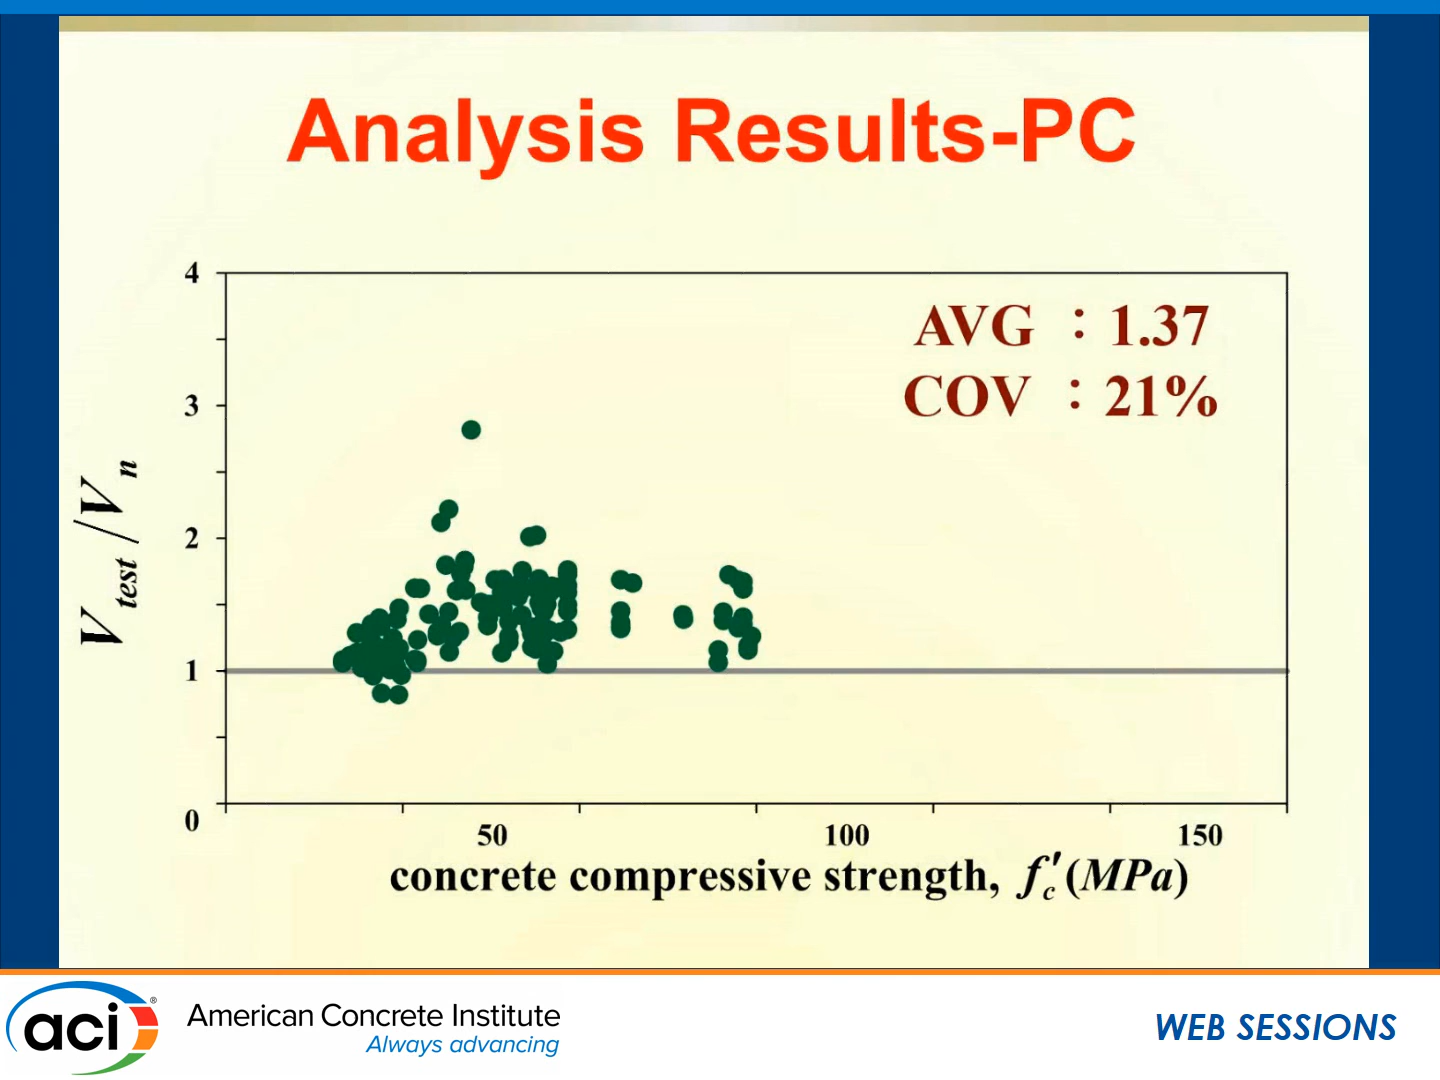 Analysis Results-PC
4
AVG : 1.37
COV : 21%
3
2
1
0
V test /V n
50 100 150
concrete compressive strength, f′c (MPa)
aci®
American Concrete Institute
Always advancing
WEB SESSIONS